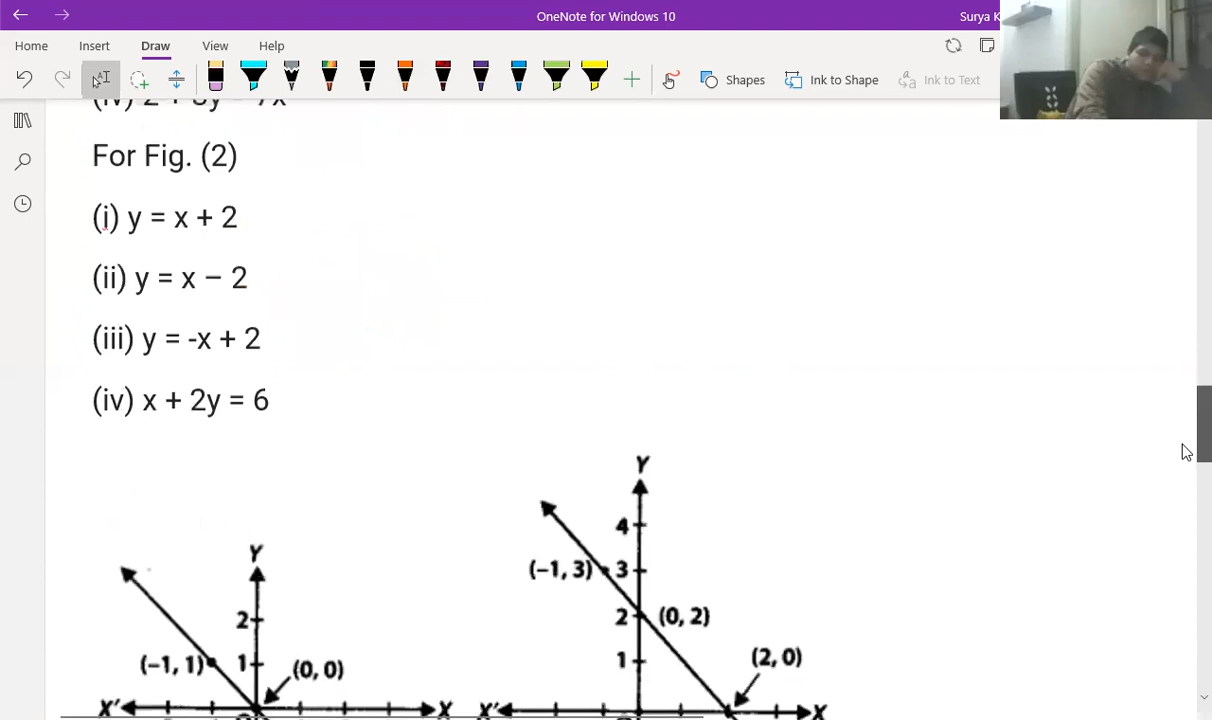 OneNote for Windows 10
Surya K
Home Insert Draw View Help
Shapes Ink to Shape Ink to Text
For Fig. (2)
(i) y = x + 2
(ii) y = x – 2
(iii) y = -x + 2
(iv) x + 2y = 6
Y
4
(–1, 3) 3
2 (0, 2)
1
(2, 0)
X' X
Y
2
(–1, 1) 1
(0, 0)
X' X